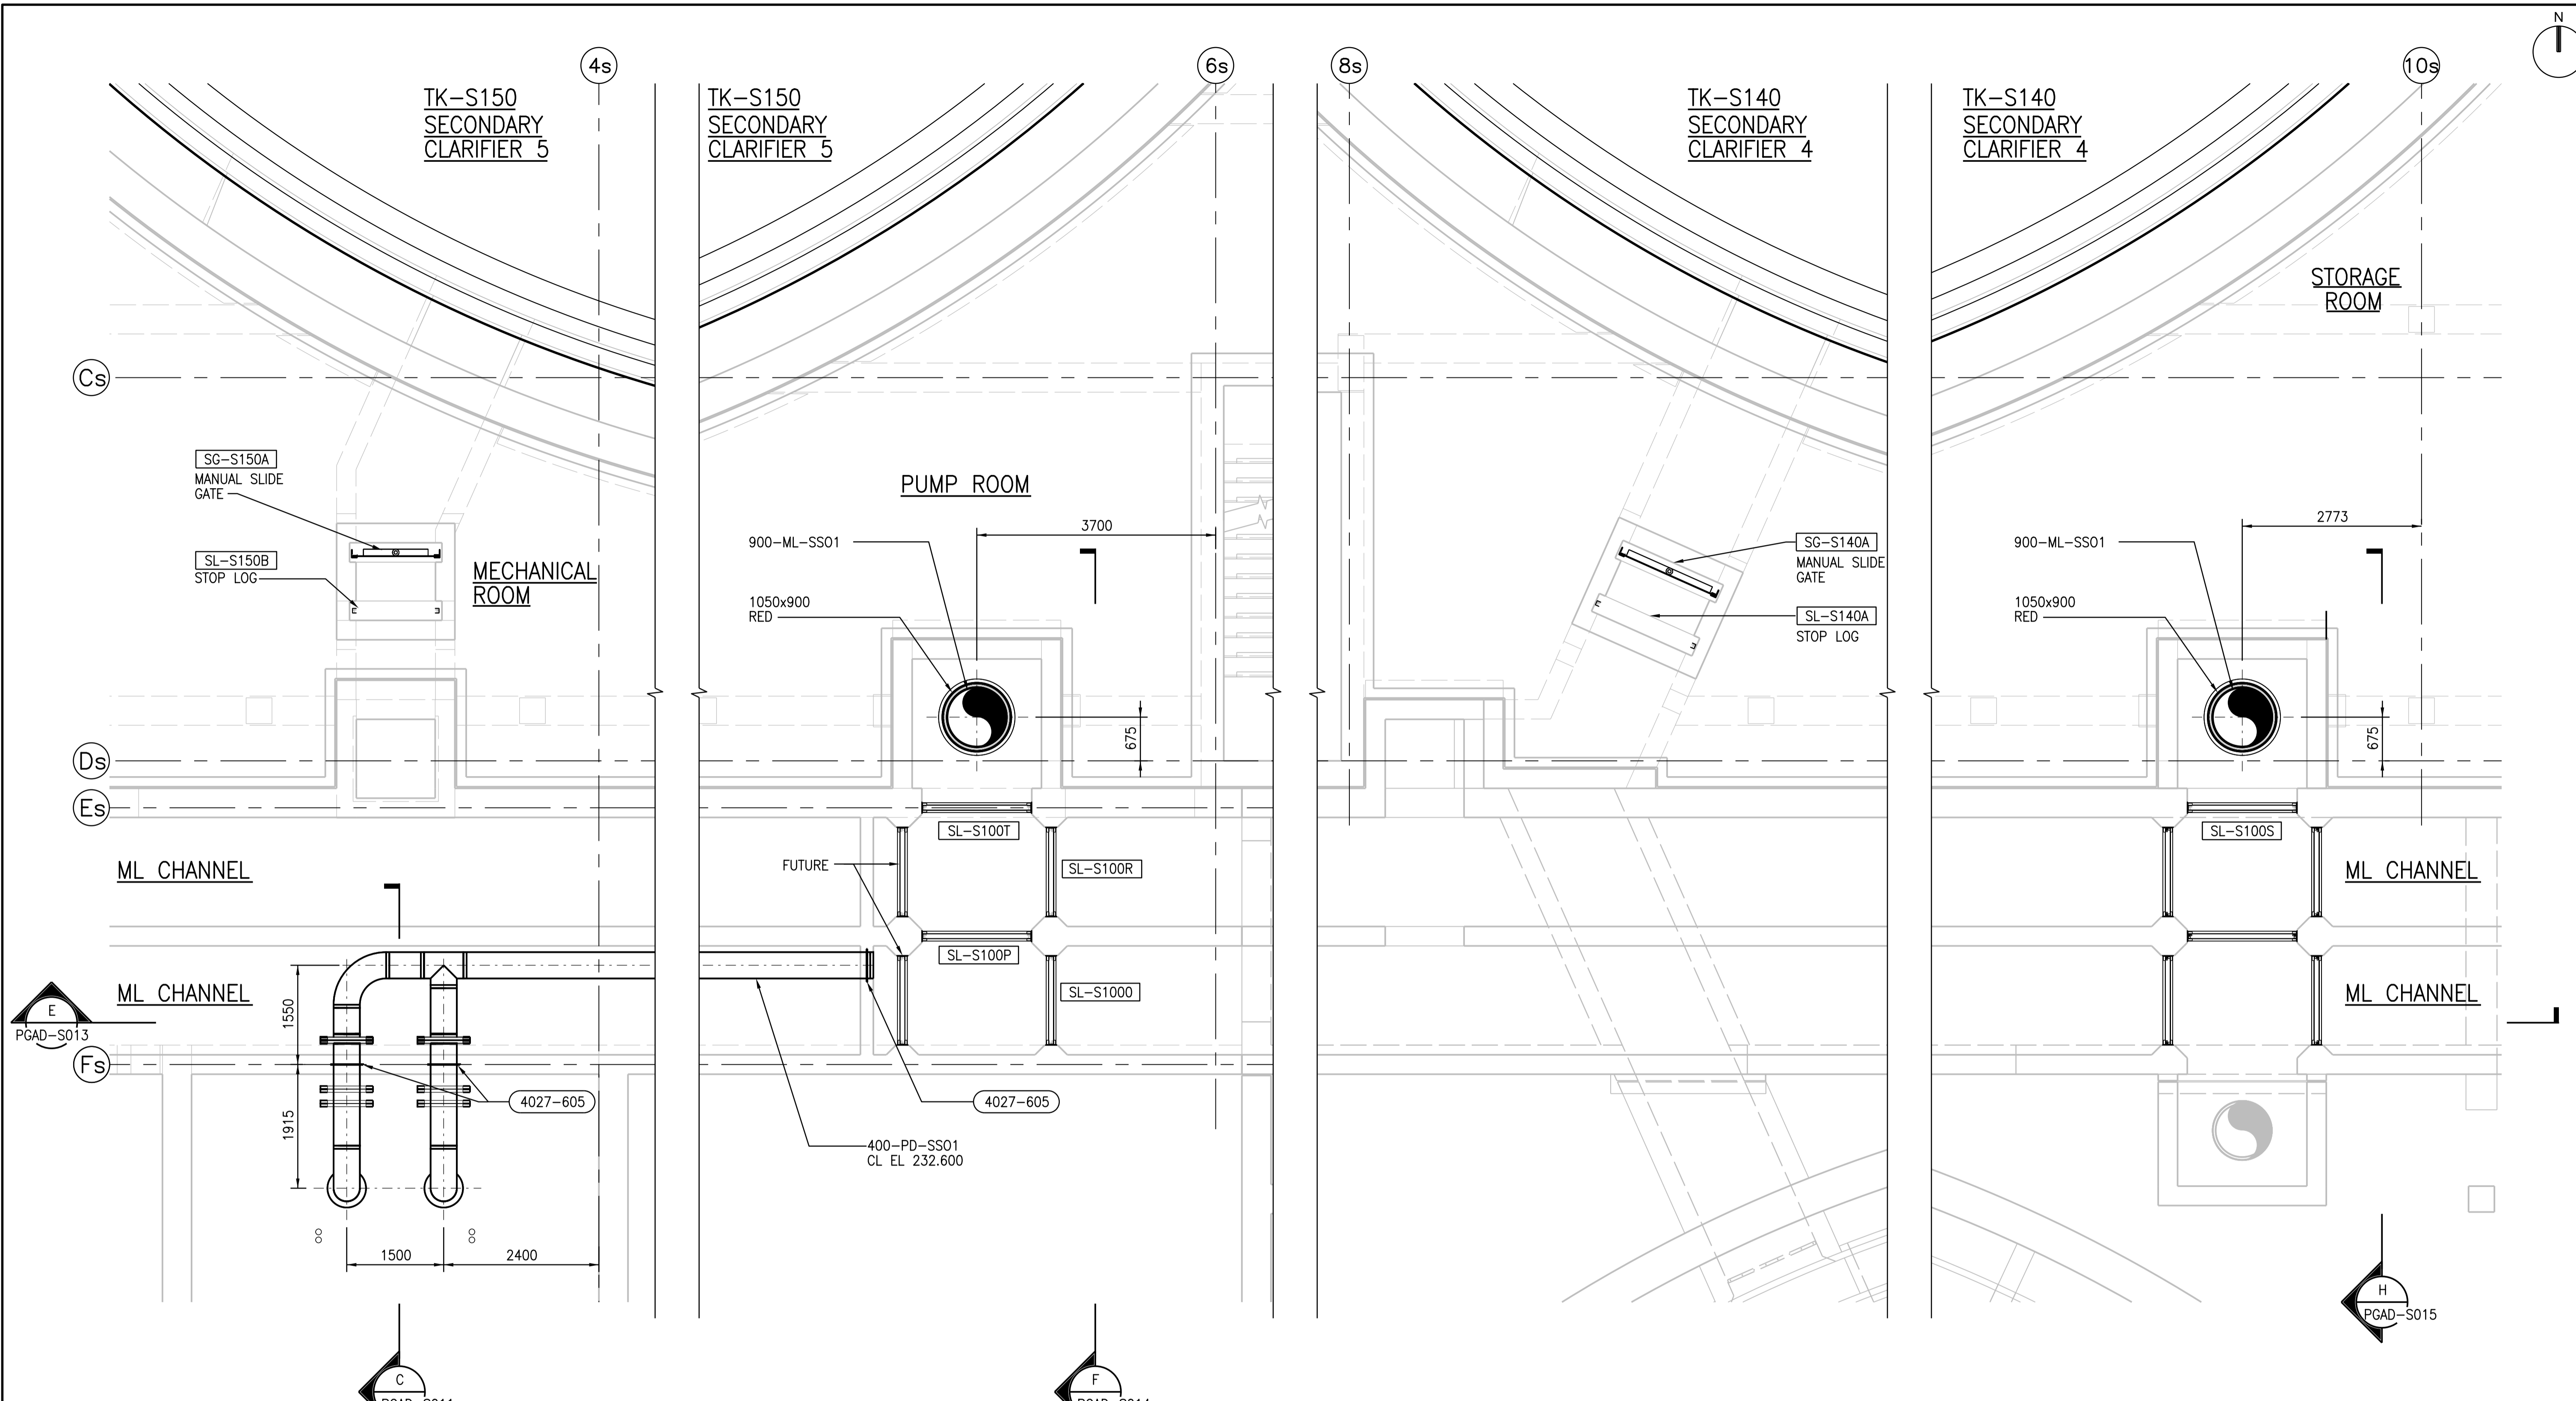 N
4s
6s
8s
10s
TK-S150
SECONDARY
CLARIFIER 5
TK-S150
SECONDARY
CLARIFIER 5
TK-S140
SECONDARY
CLARIFIER 4
TK-S140
SECONDARY
CLARIFIER 4
STORAGE
ROOM
Cs
SG-S150A
MANUAL SLIDE
GATE
SL-S150B
STOP LOG
MECHANICAL
ROOM
PUMP ROOM
900-ML-SS01
3700
1050x900
RED
675
SG-S140A
MANUAL SLIDE
GATE
SL-S140A
STOP LOG
900-ML-SS01
2773
1050x900
RED
675
Ds
Es
SL-S100T
SL-S100S
FUTURE
SL-S100R
ML CHANNEL
ML CHANNEL
SL-S100P
ML CHANNEL
SL-S100O
ML CHANNEL
E
PGAD-S013
1550
Fs
1915
4027-605
4027-605
400-PD-SS01
CL EL 232.600
1500
2400
H
PGAD-S015
C
F